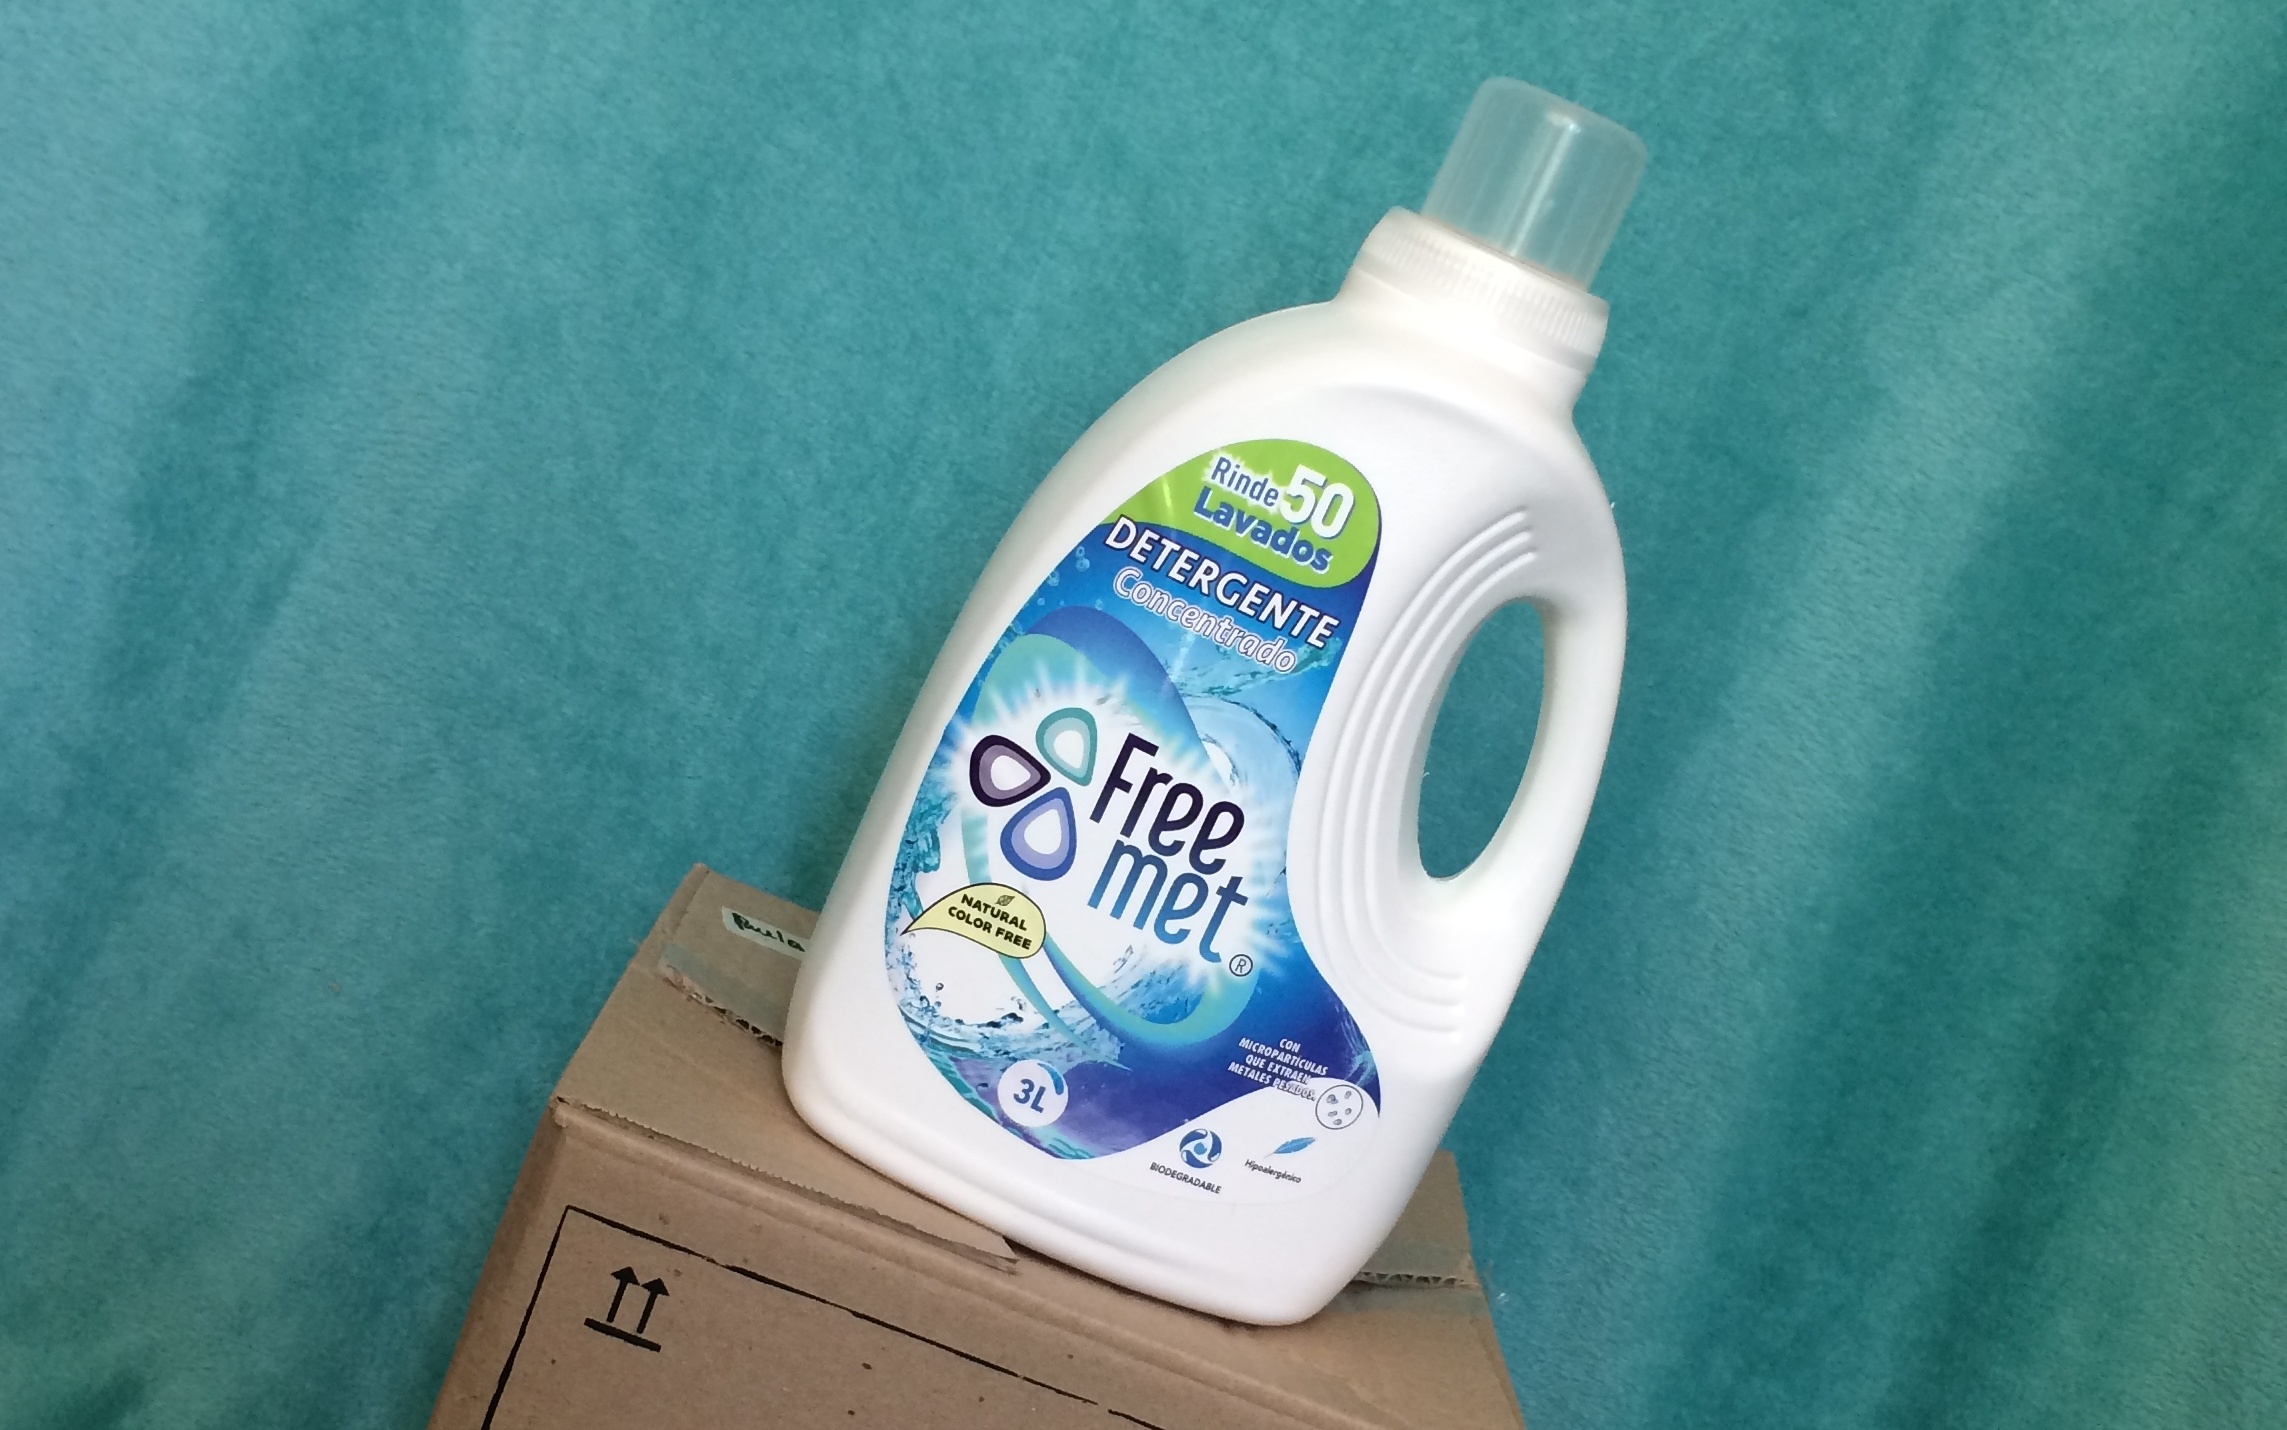 Rinde 50
Lavados
DETERGENTE
Concentrado
Free
met®
NATURAL
COLOR FREE
CON
MICROPARTÍCULAS
QUE EXTRAEN
METALES PESADOS.
3L
BIODEGRADABLE
Hipoalergénico
Paula